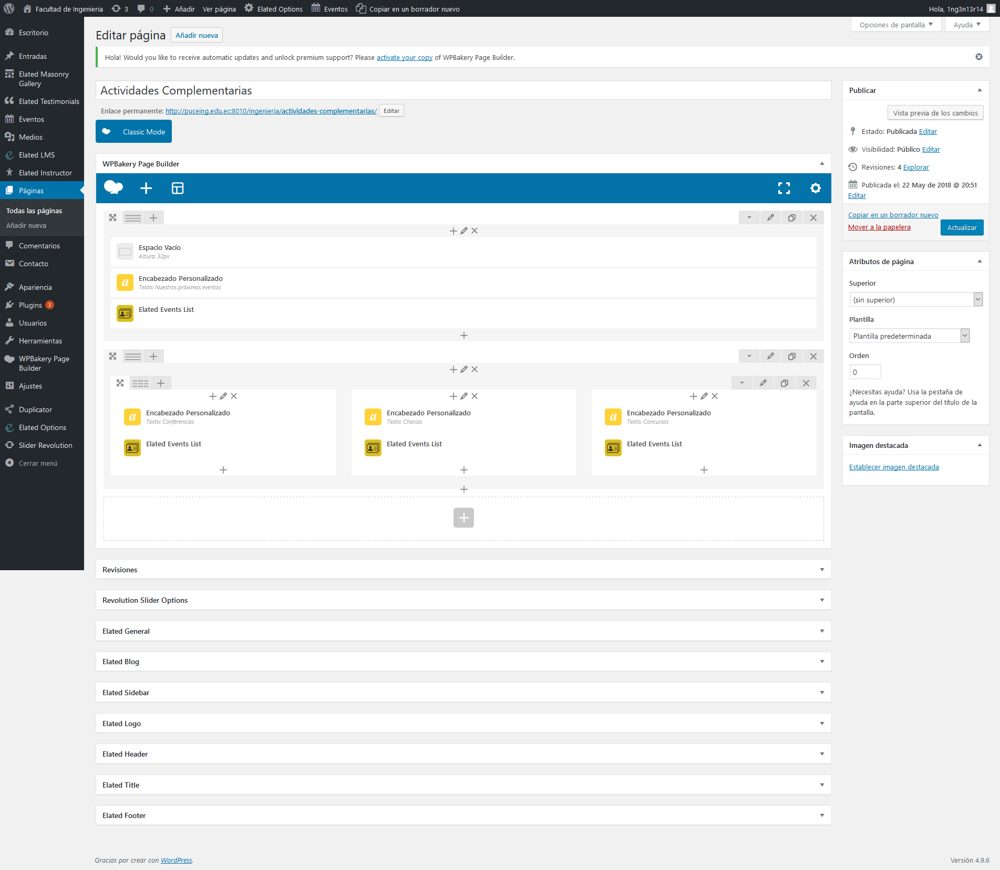 Facultad de Ingenieria 3 0 Añadir Ver página Elated Options Eventos Copiar en un borrador nuevo Hola, 1ng3n13r14
Opciones de pantalla Ayuda
Escritorio
Entradas
Elated Masonry
Gallery
Elated Testimonials
Eventos
Medios
Elated LMS
Elated Instructor
Páginas
Todas las páginas
Añadir nueva
Comentarios
Contacto
Apariencia
Plugins 3
Usuarios
Herramientas
WPBakery Page
Builder
Ajustes
Duplicator
Elated Options
Slider Revolution
Cerrar menú
Editar página Añadir nueva
Hola! Would you like to receive automatic updates and unlock premium support? Please activate your copy of WPBakery Page Builder.
Actividades Complementarias
Enlace permanente: http://puceing.edu.ec:8010/ingenieria/actividades-complementarias/ Editar
Classic Mode
WPBakery Page Builder
Espacio Vacío
Altura: 32px
a Encabezado Personalizado
Texto: Nuestros próximos eventos
Elated Events List
a Encabezado Personalizado
Texto: Conferencias
Elated Events List
a Encabezado Personalizado
Texto: Charlas
Elated Events List
a Encabezado Personalizado
Texto: Concursos
Elated Events List
Revisiones
Revolution Slider Options
Elated General
Elated Blog
Elated Sidebar
Elated Logo
Elated Header
Elated Title
Elated Footer
Publicar
Vista previa de los cambios
Estado: Publicada Editar
Visibilidad: Público Editar
Revisiones: 4 Explorar
Publicada el: 22 May de 2018 @ 20:51
Editar
Copiar en un borrador nuevo
Mover a la papelera Actualizar
Atributos de página
Superior
(sin superior)
Plantilla
Plantilla predeterminada
Orden
0
¿Necesitas ayuda? Usa la pestaña de
ayuda en la parte superior del título de la
pantalla.
Imagen destacada
Establecer imagen destacada
Gracias por crear con WordPress. Versión 4.9.6